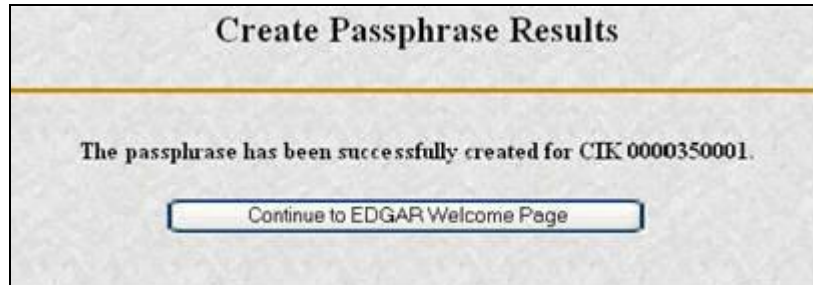 Create Passphrase Results
The passphrase has been successfully created for CIK 0000350001.
Continue to EDGAR Welcome Page